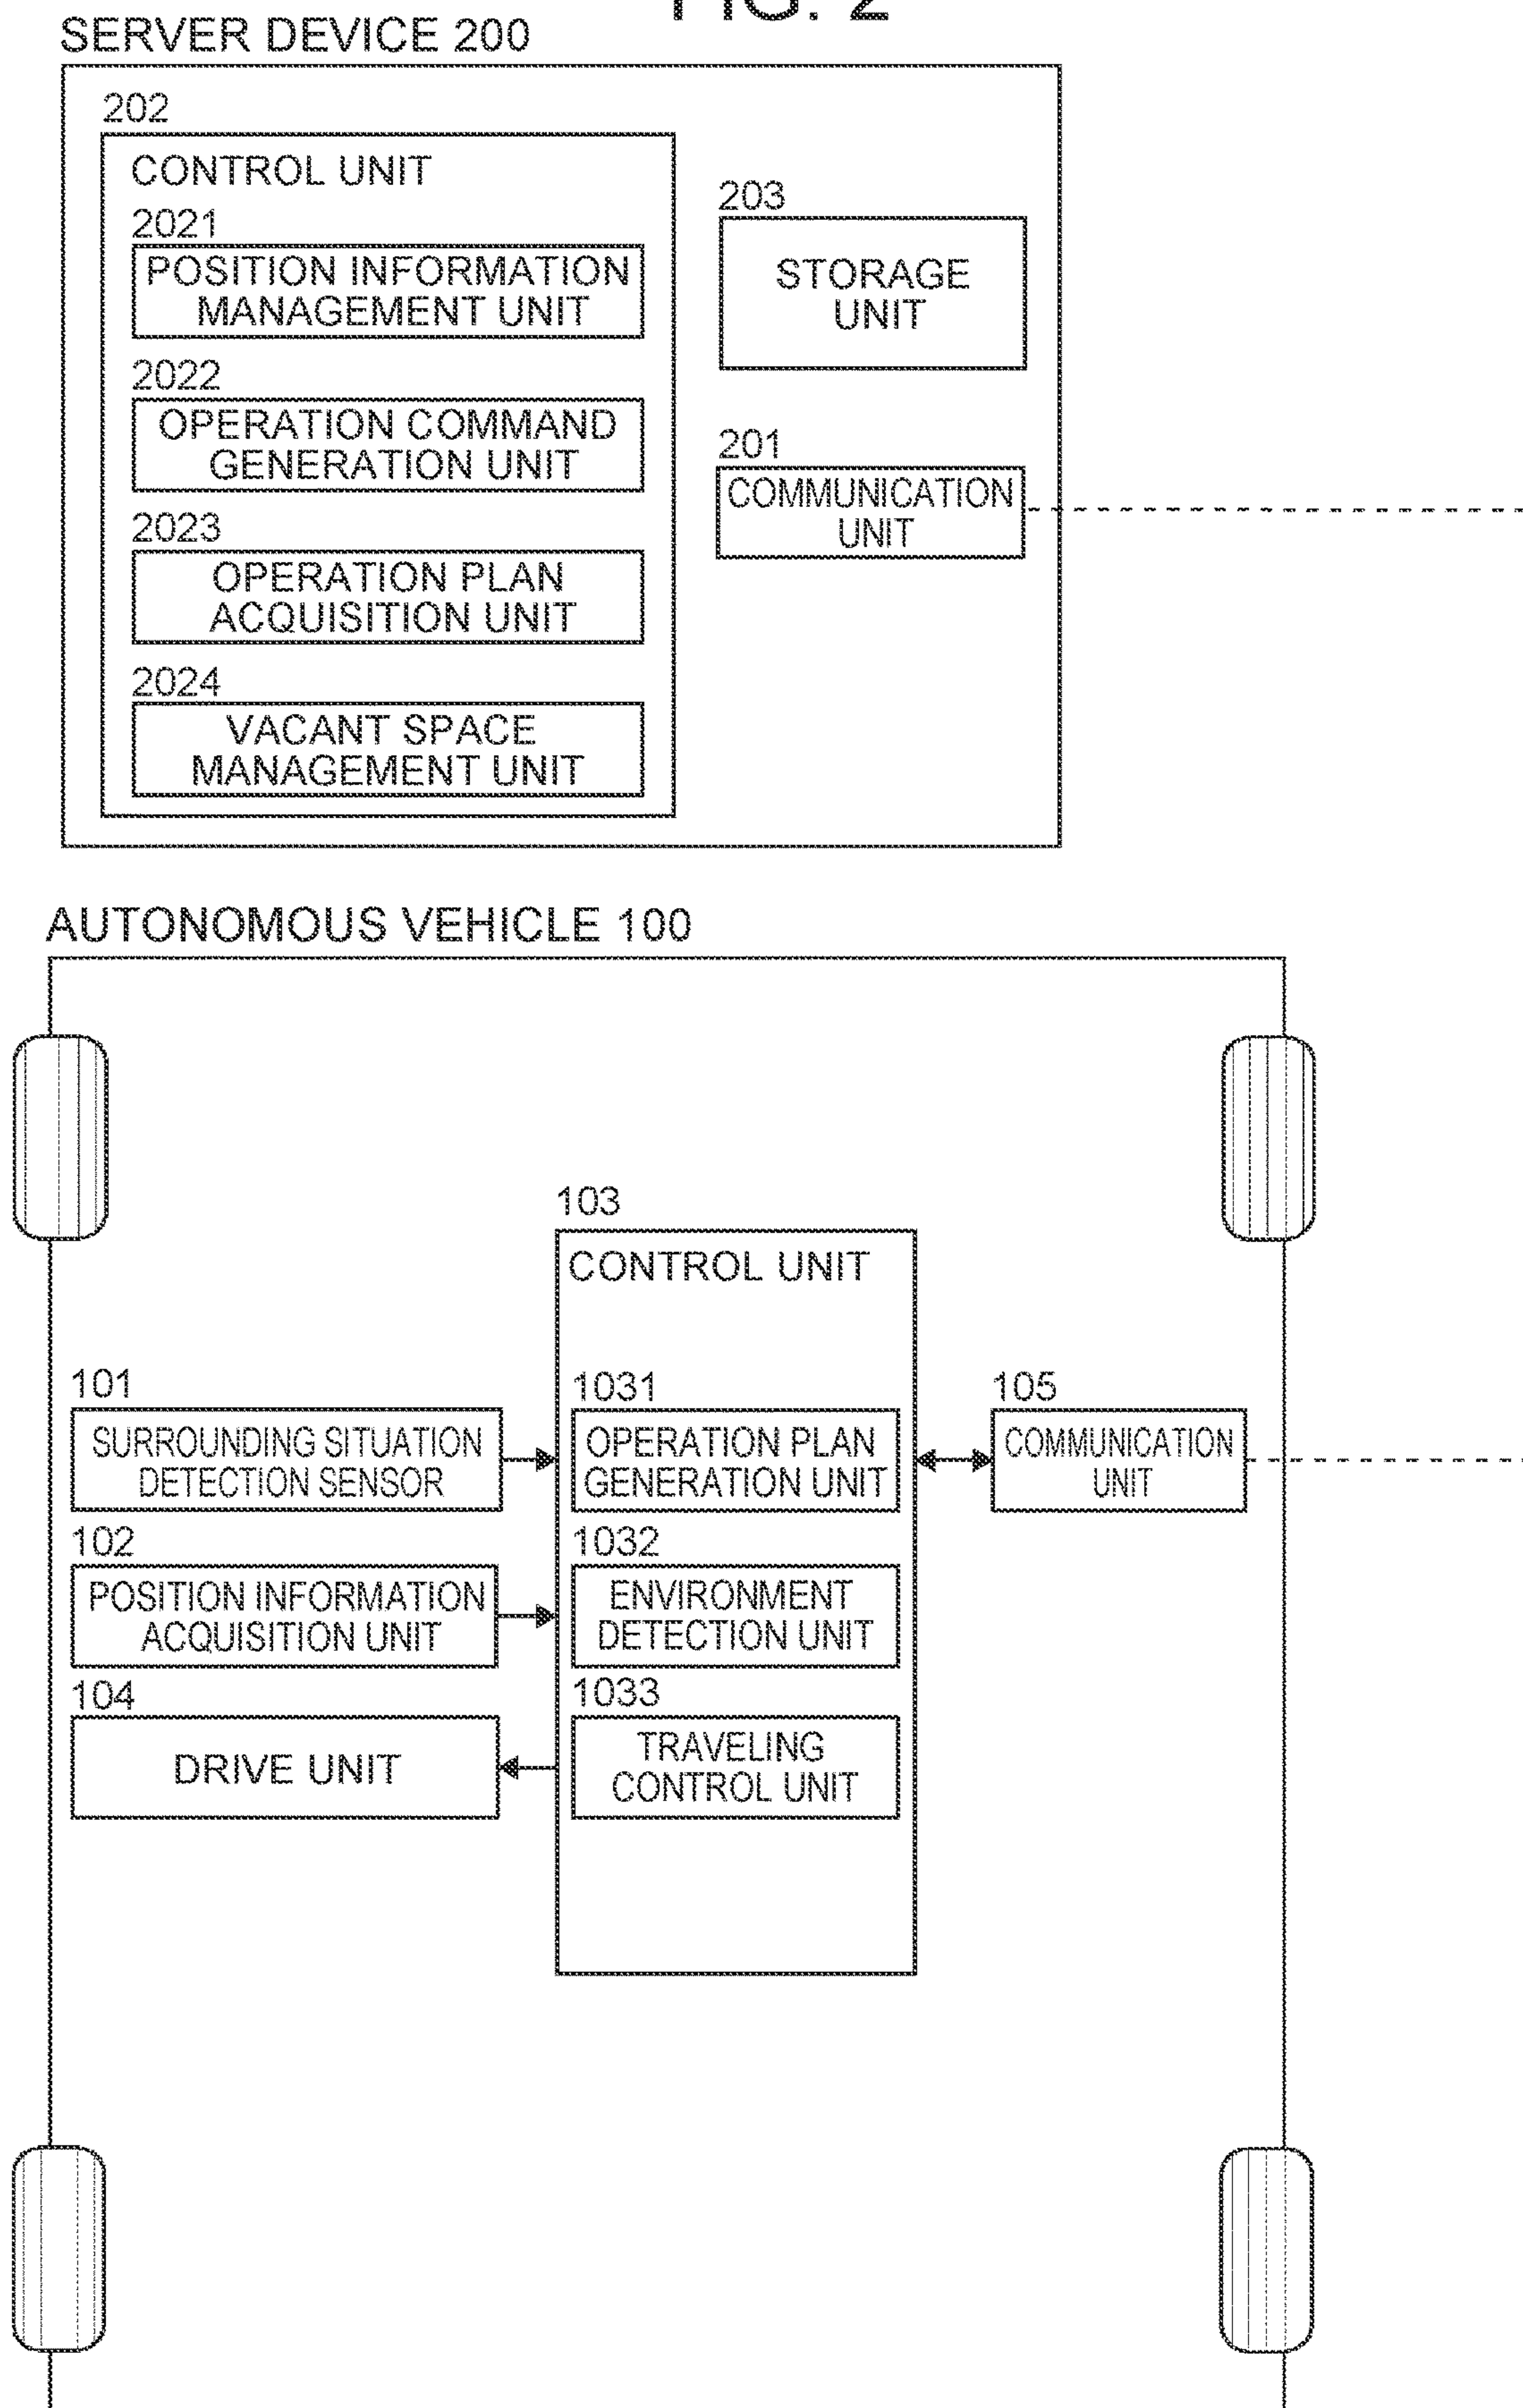 FIG. 2
SERVER DEVICE 200
202
CONTROL UNIT
2021
POSITION INFORMATION
MANAGEMENT UNIT
2022
OPERATION COMMAND
GENERATION UNIT
2023
OPERATION PLAN
ACQUISITION UNIT
2024
VACANT SPACE
MANAGEMENT UNIT
203
STORAGE
UNIT
201
COMMUNICATION
UNIT
AUTONOMOUS VEHICLE 100
101
SURROUNDING SITUATION
DETECTION SENSOR
102
POSITION INFORMATION
ACQUISITION UNIT
104
DRIVE UNIT
103
CONTROL UNIT
1031
OPERATION PLAN
GENERATION UNIT
1032
ENVIRONMENT
DETECTION UNIT
1033
TRAVELING
CONTROL UNIT
105
COMMUNICATION
UNIT